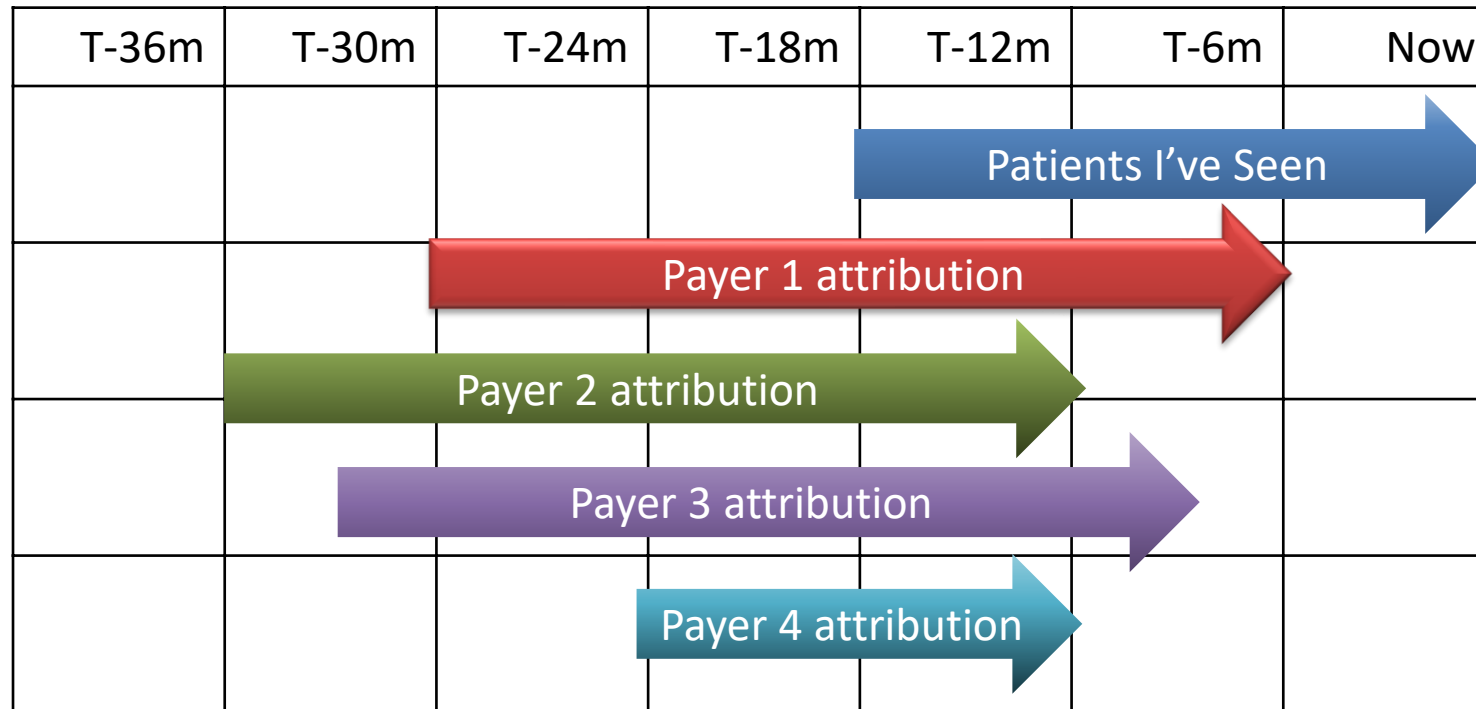 T-36m T-30m T-24m T-18m T-12m T-6m Now
Patients I’ve Seen
Payer 1 attribution
Payer 2 attribution
Payer 3 attribution
Payer 4 attribution